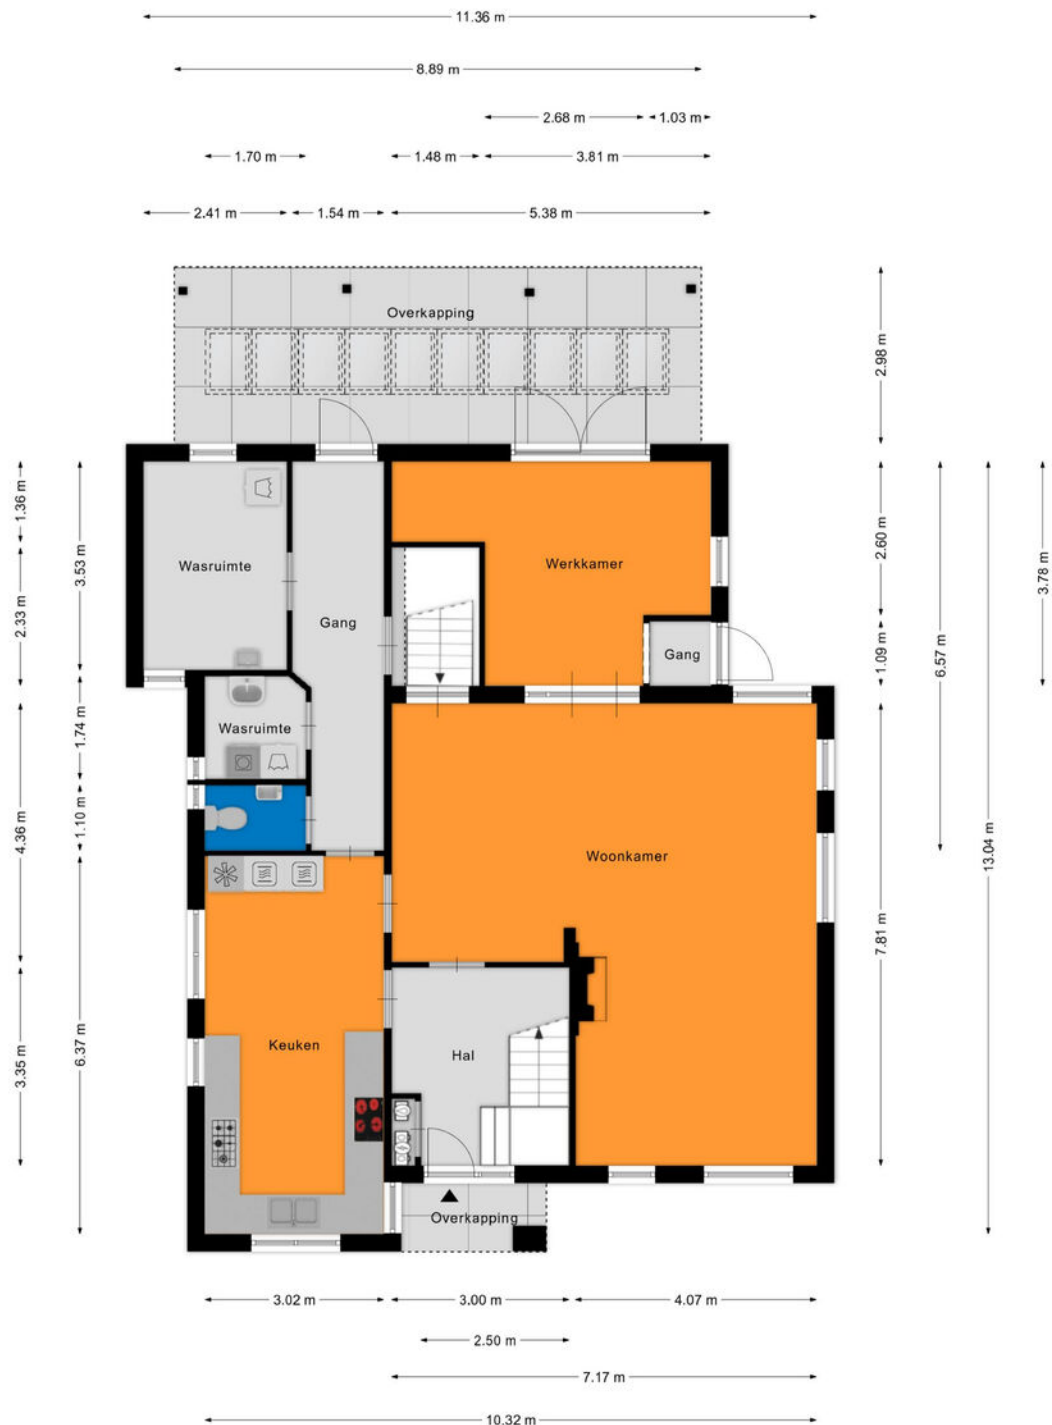 11.36 m
8.89 m
2.68 m
1.03 m
1.70 m
1.48 m
3.81 m
2.41 m
1.54 m
5.38 m
Overkapping
2.98 m
1.36 m
3.53 m
2.33 m
Wasruimte
Gang
Werkkamer
Gang
2.60 m
1.09 m
6.57 m
3.78 m
1.74 m
Wasruimte
1.10 m
4.36 m
Woonkamer
13.04 m
7.81 m
3.35 m
6.37 m
Keuken
Hal
Overkapping
3.02 m
3.00 m
4.07 m
2.50 m
7.17 m
10.32 m